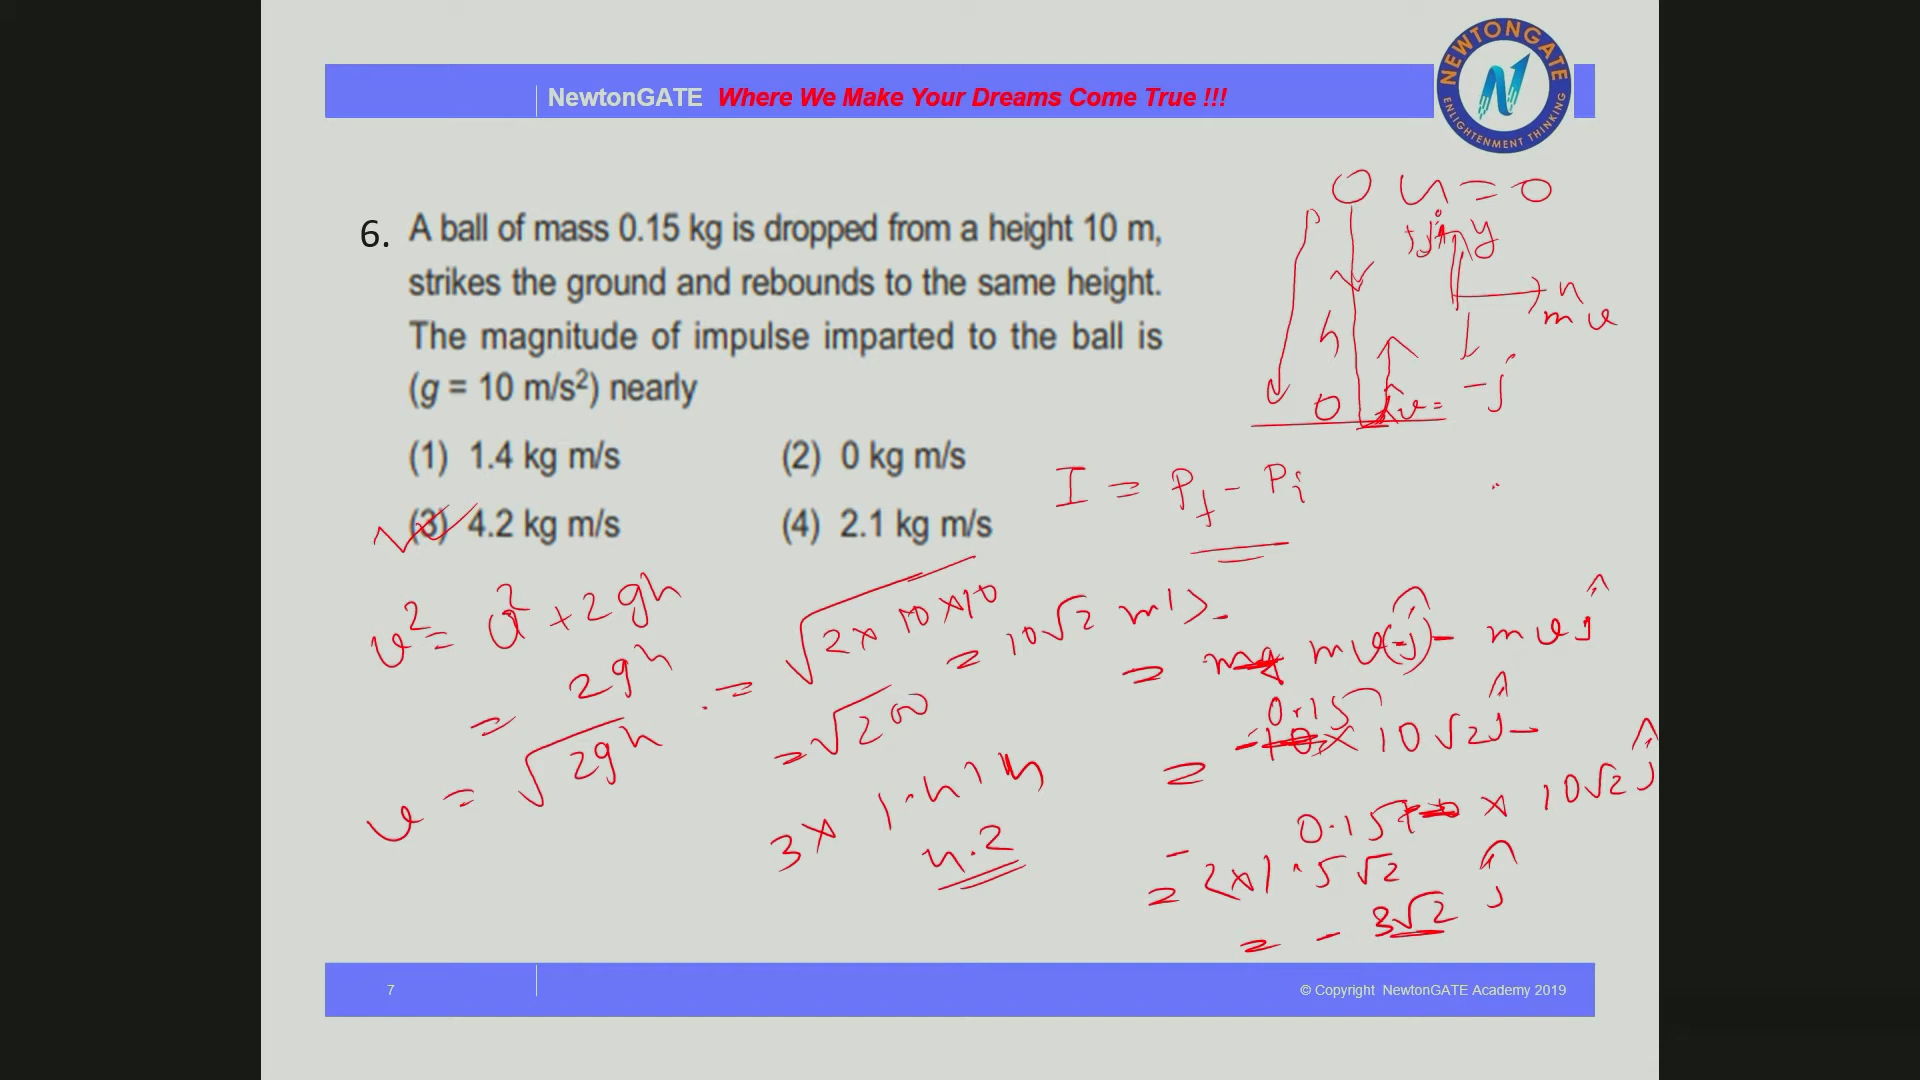 NewtonGATE Where We Make Your Dreams Come True !!!
NEWTONGATE
ENLIGHTENMENT THINKING
6. A ball of mass 0.15 kg is dropped from a height 10 m,
strikes the ground and rebounds to the same height.
The magnitude of impulse imparted to the ball is
(g = 10 m/s²) nearly
(1) 1.4 kg m/s (2) 0 kg m/s
(3) 4.2 kg m/s (4) 2.1 kg m/s
u = 0
y
h
-j
I = Pf - Pi
v² = u² + 2gh
= 2gh
v = √2gh
= √2×10×10
= √200
= 10√2 m/s
= mv(-ĵ) - mvĵ
= -0.15 × 10√2 ĵ -
0.15 × 10√2 ĵ
= - 2×1.5√2 ĵ
= - 3√2
3 × 1.414
4.2
7
© Copyright NewtonGATE Academy 2019